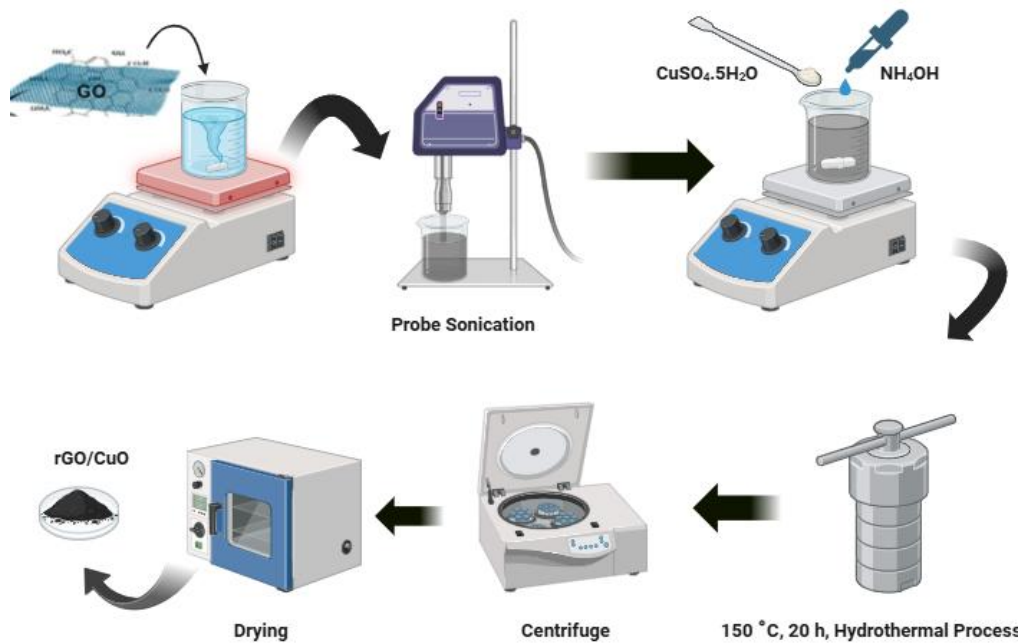 GO
CuSO₄.5H₂O
NH₄OH
Probe Sonication
rGO/CuO
Drying
Centrifuge
150 °C, 20 h, Hydrothermal Process